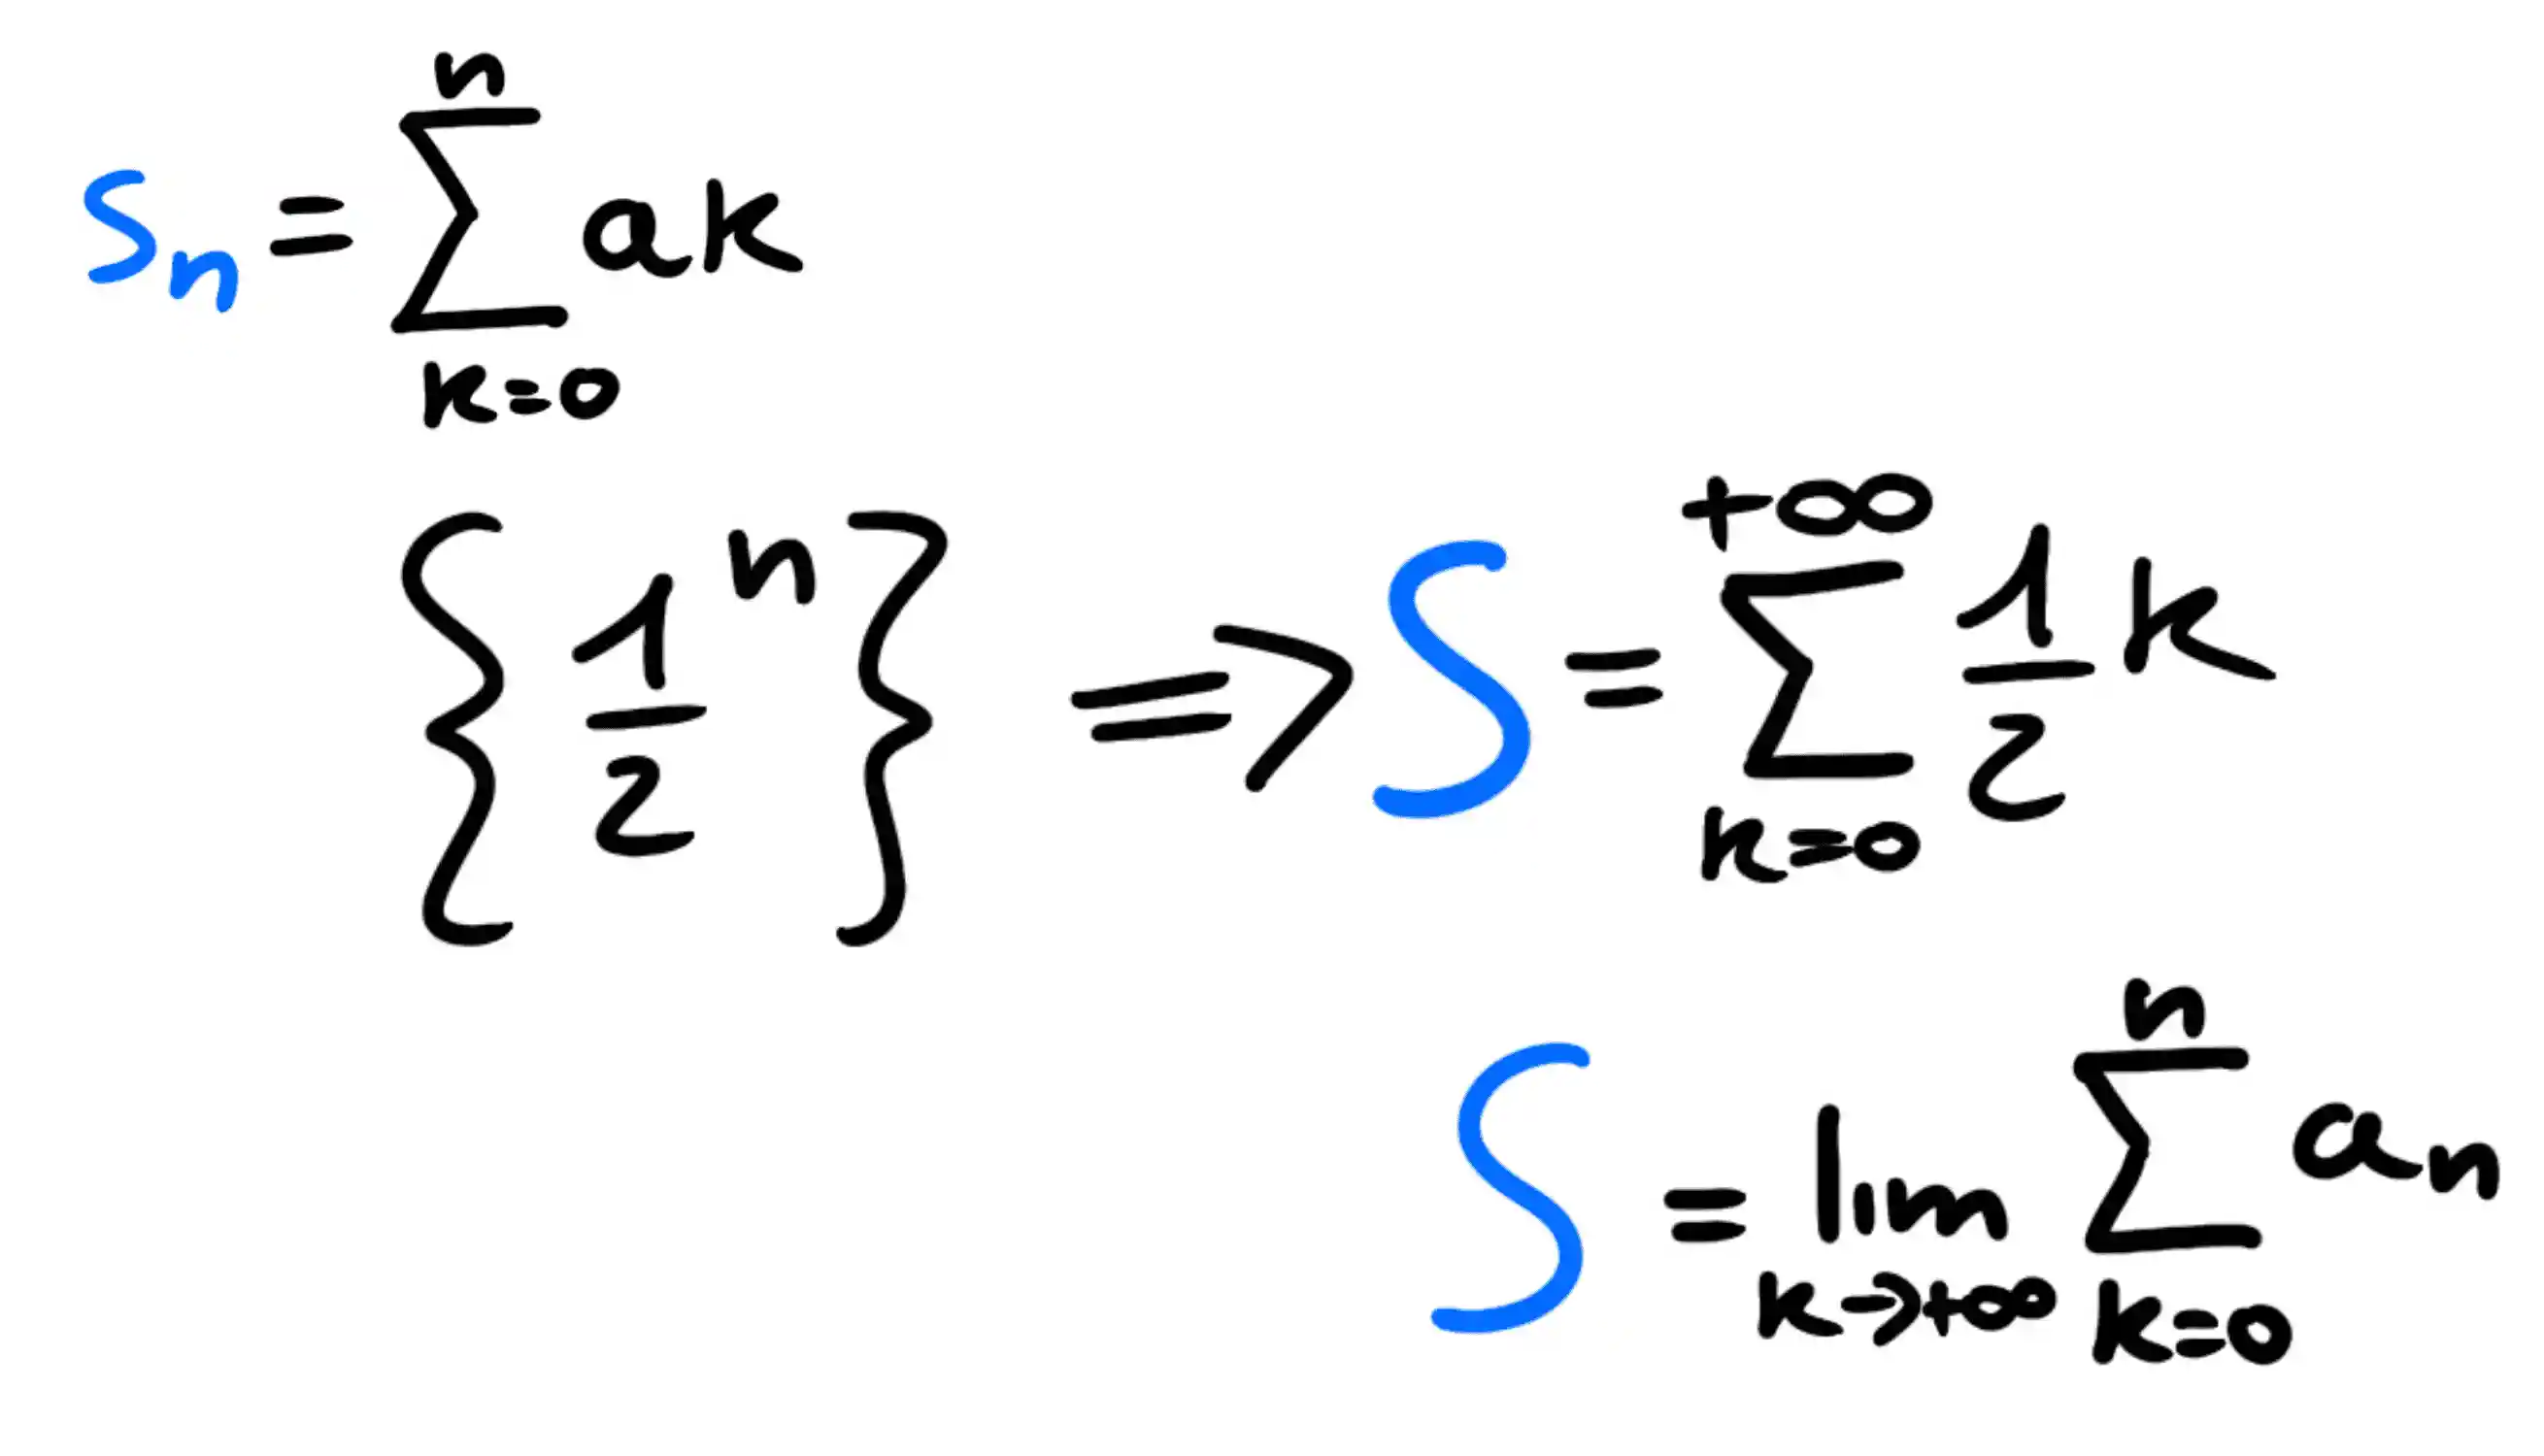 $S_n = \sum_{k=0}^{n} ak$
$\left\{ \frac{1}{2}^n \right\} \Rightarrow S = \sum_{k=0}^{+\infty} \frac{1}{2}^k$
$S = \lim_{k \to +\infty} \sum_{k=0}^{n} a_n$